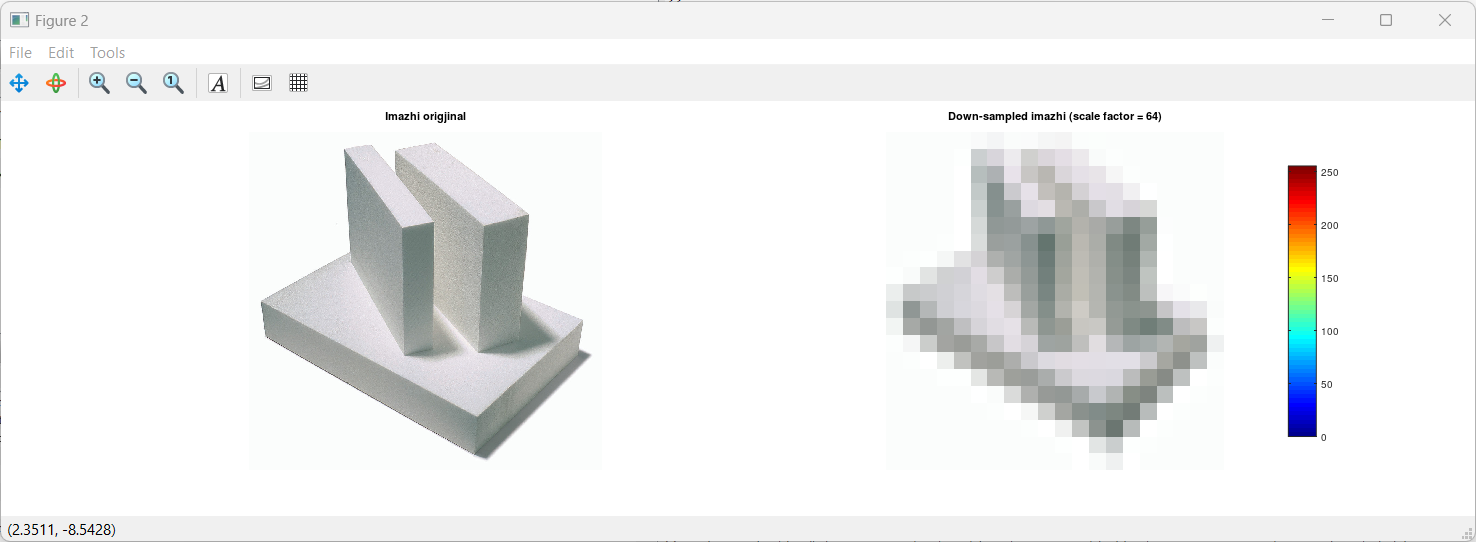 Figure 2
File Edit Tools
1 A
Imazhi origjinal
Down-sampled imazhi (scale factor = 64)
250
200
150
100
50
0
(2.3511, -8.5428)